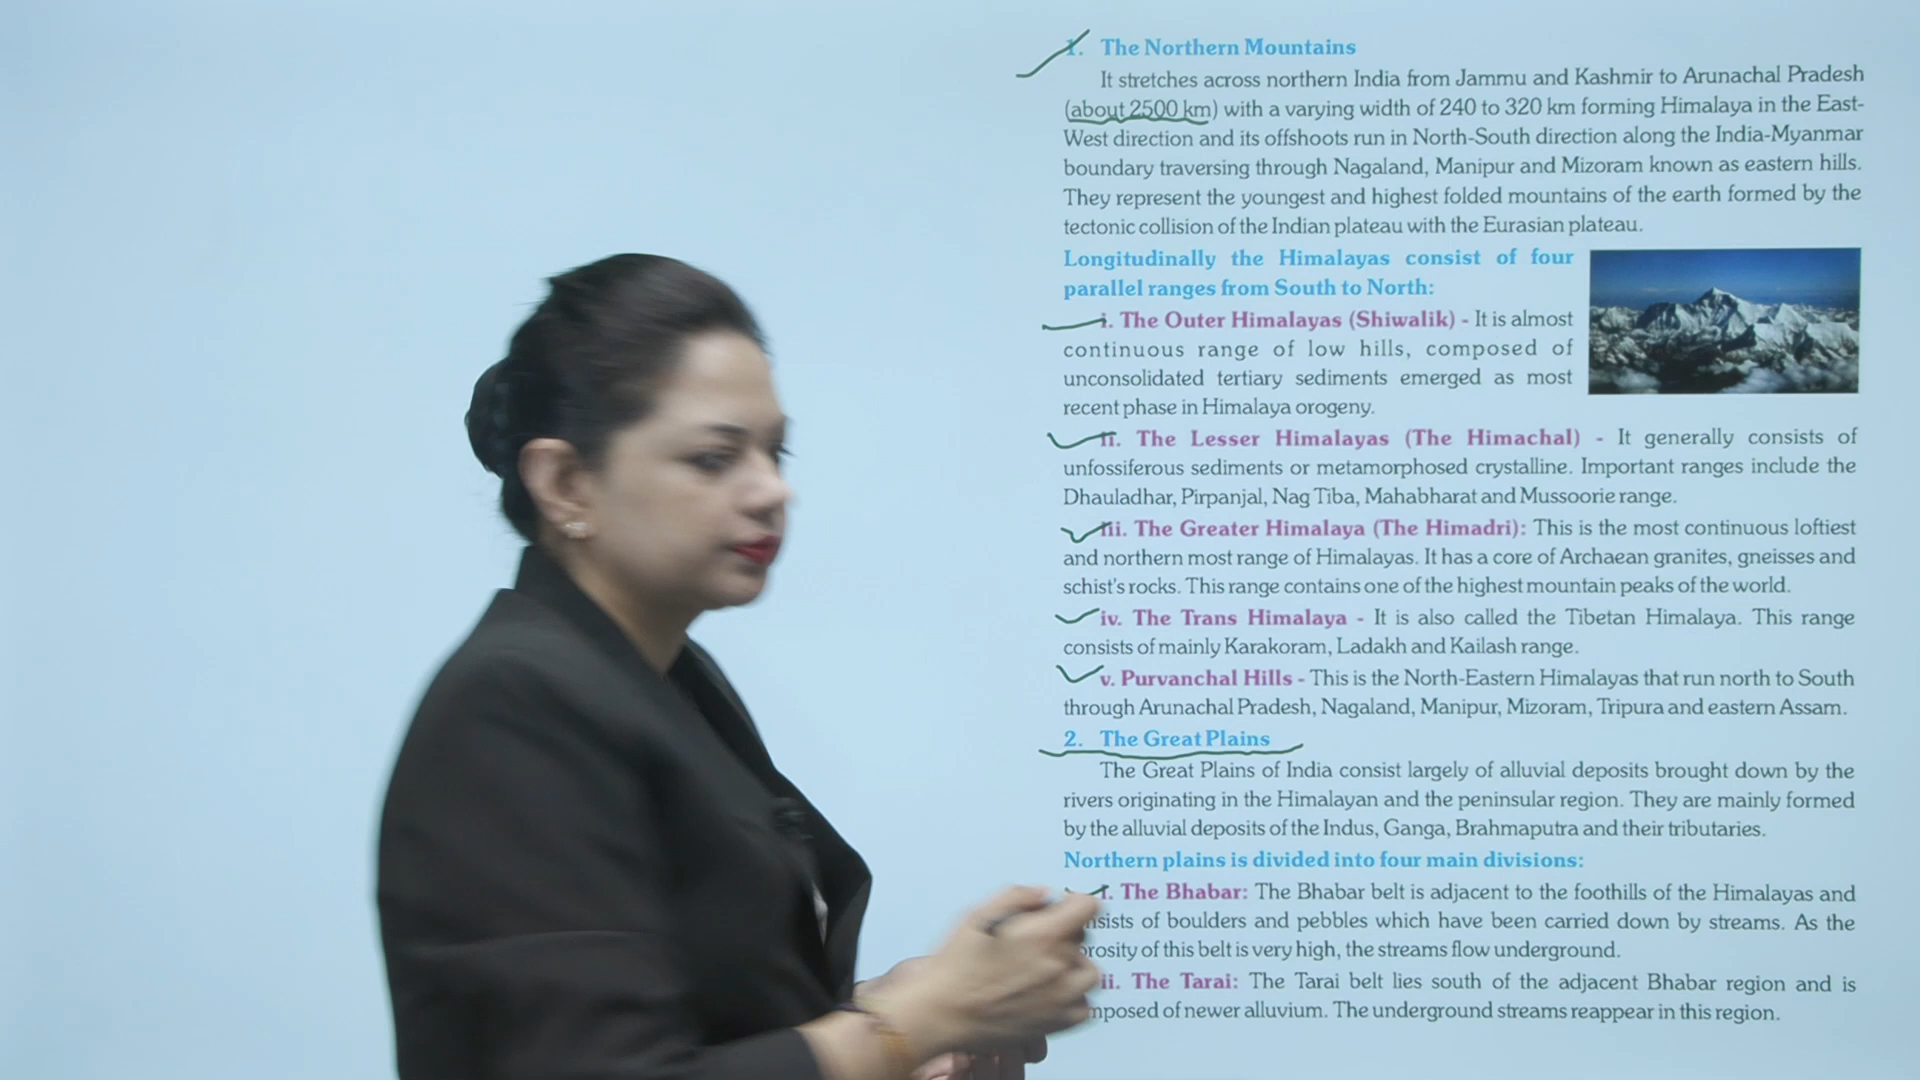 1. The Northern Mountains
It stretches across northern India from Jammu and Kashmir to Arunachal Pradesh
(about 2500 km) with a varying width of 240 to 320 km forming Himalaya in the East-
West direction and its offshoots run in North-South direction along the India-Myanmar
boundary traversing through Nagaland, Manipur and Mizoram known as eastern hills.
They represent the youngest and highest folded mountains of the earth formed by the
tectonic collision of the Indian plateau with the Eurasian plateau.
Longitudinally the Himalayas consist of four
parallel ranges from South to North:
i. The Outer Himalayas (Shiwalik) - It is almost
continuous range of low hills, composed of
unconsolidated tertiary sediments emerged as most
recent phase in Himalaya orogeny.
ii. The Lesser Himalayas (The Himachal) - It generally consists of
unfossiferous sediments or metamorphosed crystalline. Important ranges include the
Dhauladhar, Pirpanjal, Nag Tiba, Mahabharat and Mussoorie range.
iii. The Greater Himalaya (The Himadri): This is the most continuous loftiest
and northern most range of Himalayas. It has a core of Archaean granites, gneisses and
schist's rocks. This range contains one of the highest mountain peaks of the world.
iv. The Trans Himalaya - It is also called the Tibetan Himalaya. This range
consists of mainly Karakoram, Ladakh and Kailash range.
v. Purvanchal Hills - This is the North-Eastern Himalayas that run north to South
through Arunachal Pradesh, Nagaland, Manipur, Mizoram, Tripura and eastern Assam.
2. The Great Plains
The Great Plains of India consist largely of alluvial deposits brought down by the
rivers originating in the Himalayan and the peninsular region. They are mainly formed
by the alluvial deposits of the Indus, Ganga, Brahmaputra and their tributaries.
Northern plains is divided into four main divisions:
i. The Bhabar: The Bhabar belt is adjacent to the foothills of the Himalayas and
of boulders and pebbles which have been carried down by streams. As the
of this belt is very high, the streams flow underground.
ii. The Tarai: The Tarai belt lies south of the adjacent Bhabar region and is
of newer alluvium. The underground streams reappear in this region.